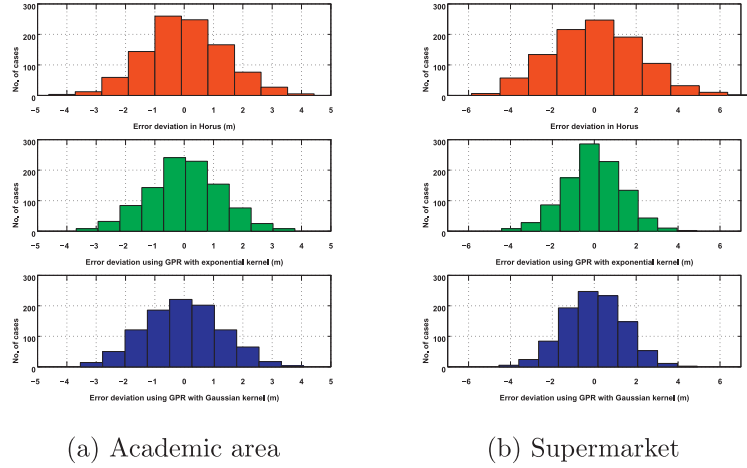 300
200
100
0
No. of cases
−5 −4 −3 −2 −1 0 1 2 3 4 5
Error deviation in Horus (m)
300
200
100
0
No. of cases
−5 −4 −3 −2 −1 0 1 2 3 4 5
Error deviation using GPR with exponential kernel (m)
300
200
100
0
No. of cases
−5 −4 −3 −2 −1 0 1 2 3 4 5
Error deviation using GPR with Gaussian kernel (m)
(a) Academic area
300
200
100
0
No. of cases
−6 −4 −2 0 2 4 6
Error deviation in Horus
300
200
100
0
No. of cases
−6 −4 −2 0 2 4 6
Error deviation using GPR with exponential kernel (m)
300
200
100
0
No. of cases
−6 −4 −2 0 2 4 6
Error deviation using GPR with Gaussian kernel (m)
(b) Supermarket